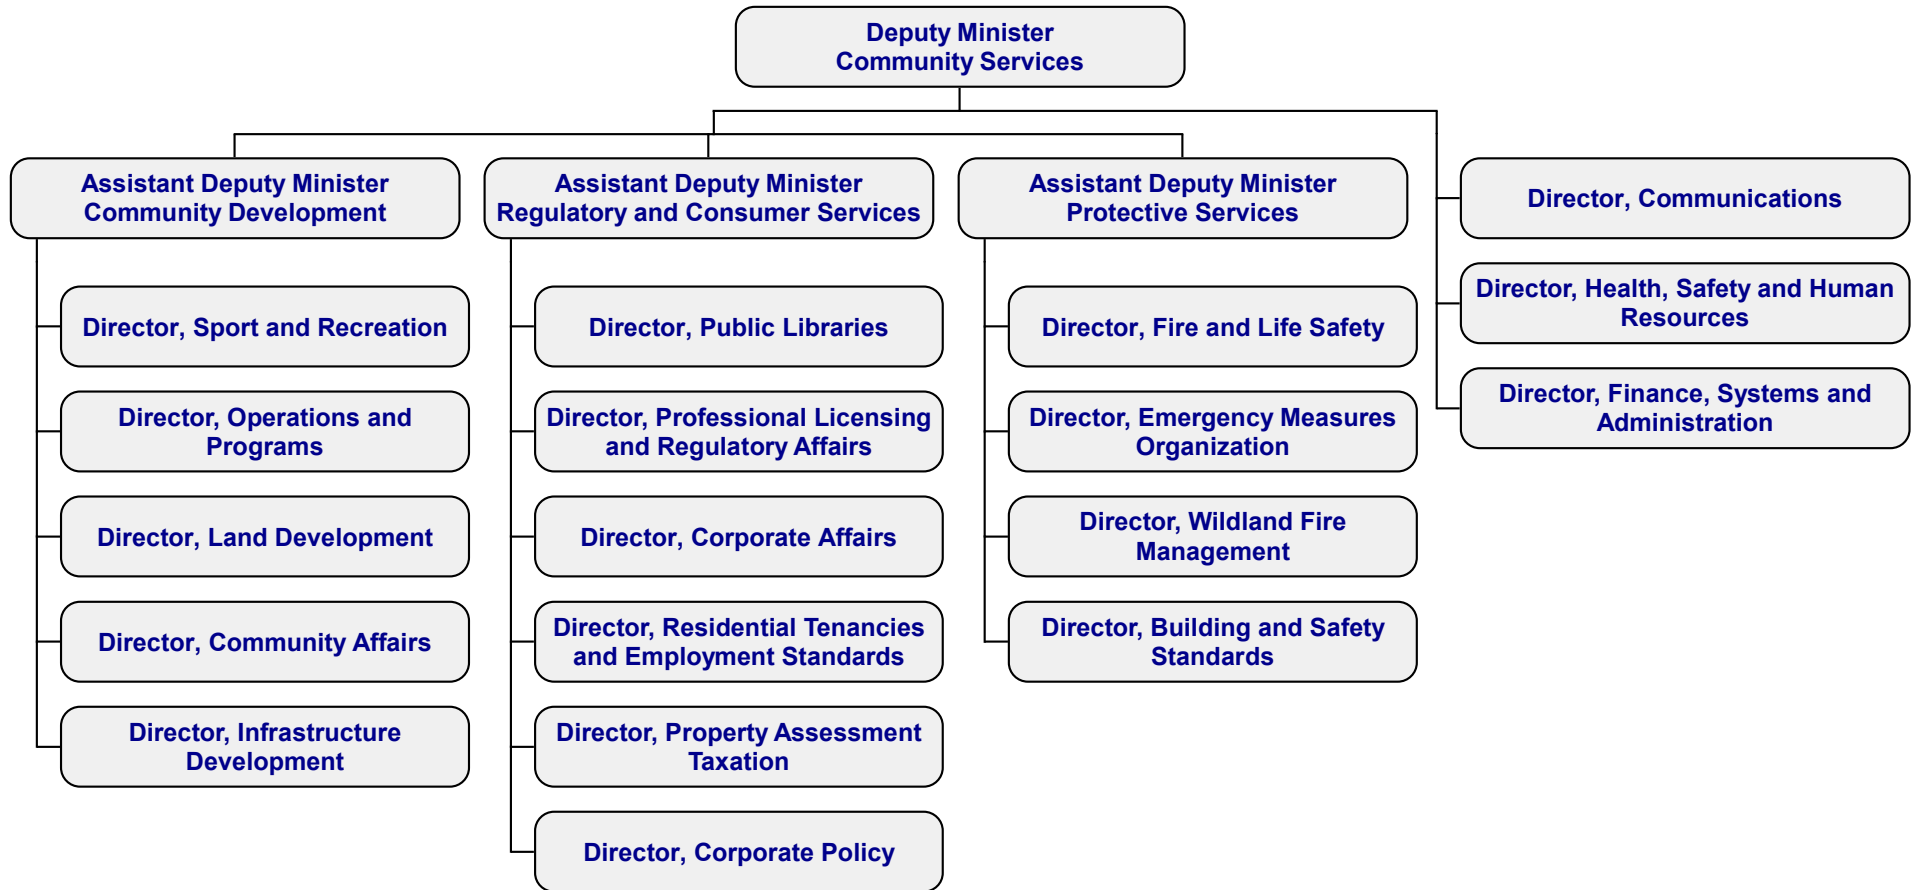 Deputy Minister
Community Services
Assistant Deputy Minister
Community Development
Director, Sport and Recreation
Director, Operations and
Programs
Director, Land Development
Director, Community Affairs
Director, Infrastructure
Development
Assistant Deputy Minister
Regulatory and Consumer Services
Director, Public Libraries
Director, Professional Licensing
and Regulatory Affairs
Director, Corporate Affairs
Director, Residential Tenancies
and Employment Standards
Director, Property Assessment
Taxation
Director, Corporate Policy
Assistant Deputy Minister
Protective Services
Director, Fire and Life Safety
Director, Emergency Measures
Organization
Director, Wildland Fire
Management
Director, Building and Safety
Standards
Director, Communications
Director, Health, Safety and Human
Resources
Director, Finance, Systems and
Administration